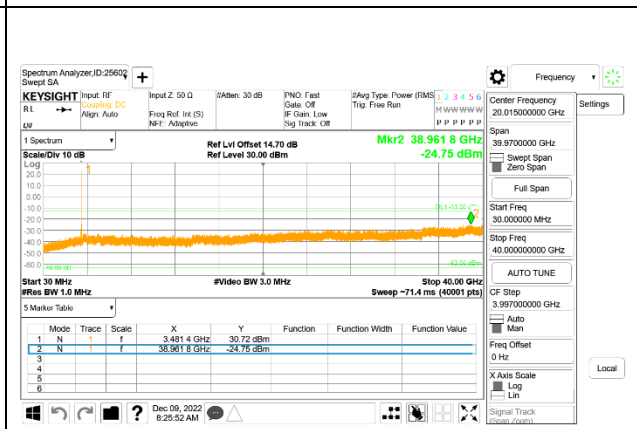 Spectrum Analyzer,ID:25602
Swept SA
+
Frequency
KEYSIGHT
Input: RF
Input Z: 50 Ω
#Atten: 30 dB
PNO: Fast
#Avg Type: Power (RMS
1 2 3 4 5 6
RL
Coupling: DC
Gate: Off
Trig: Free Run
M W W W W W
Align: Auto
Freq Ref: Int (S)
IF Gain: Low
NFE: Adaptive
Sig Track: Off
P P P P P P
1 Spectrum
Ref Lvl Offset 14.70 dB
Mkr2 38.961 8 GHz
Scale/Div 10 dB
Ref Level 30.00 dBm
-24.75 dBm
Log
1
20.0
10.0
0.00
-10.0
DL1 -13.00
2
-20.0
-30.0
-40.0
-50.0
-60.0
Start 30 MHz
#Video BW 3.0 MHz
Stop 40.00 GHz
#Res BW 1.0 MHz
Sweep ~71.4 ms (40001 pts)
5 Marker Table
Mode Trace Scale X Y Function Function Width Function Value
1 N 1 f 3.481 4 GHz 30.72 dBm
2 N 1 f 38.961 8 GHz -24.75 dBm
3
4
5
6
?
Dec 09, 2022
8:25:52 AM
Center Frequency
20.015000000 GHz
Settings
Span
39.9700000 GHz
Swept Span
Zero Span
Full Span
Start Freq
30.000000 MHz
Stop Freq
40.000000000 GHz
AUTO TUNE
CF Step
3.997000000 GHz
Auto
Man
Freq Offset
0 Hz
Local
X Axis Scale
Log
Lin
Signal Track
(Span Zoom)